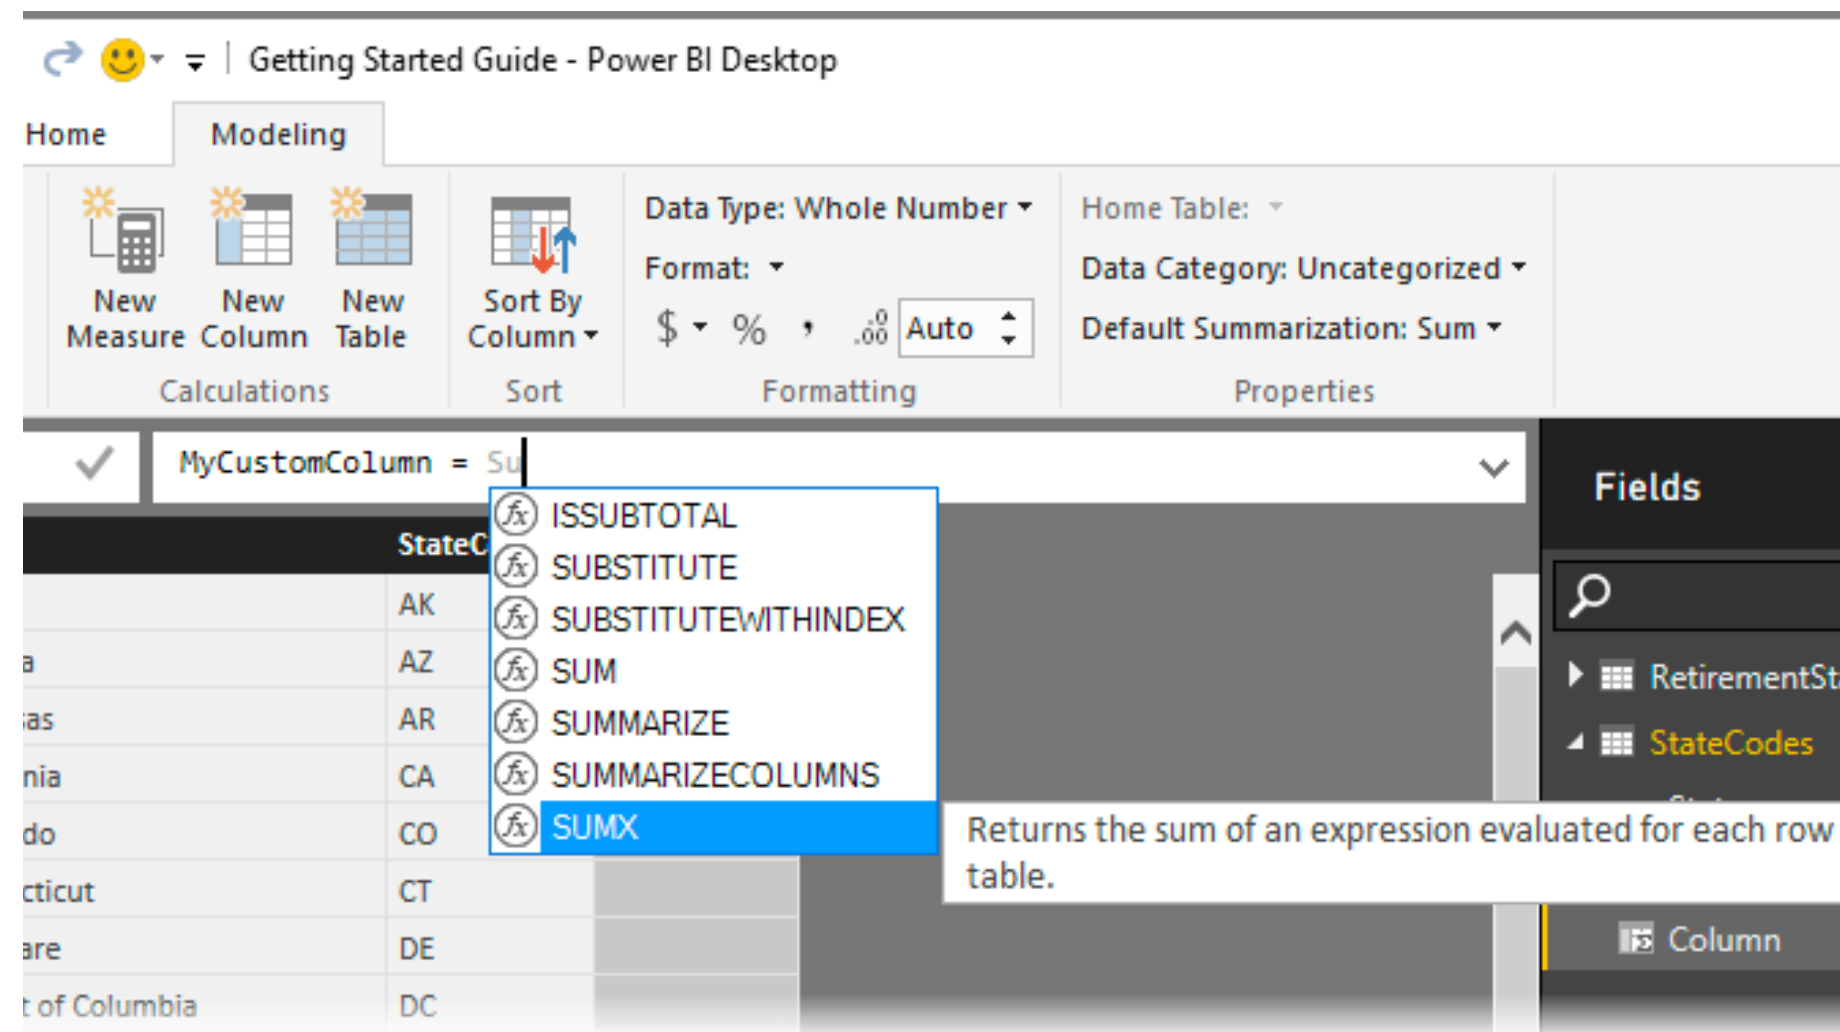 Getting Started Guide - Power BI Desktop
Home Modeling
New Measure
New Column
New Table
Sort By Column
Calculations
Sort
Data Type: Whole Number
Format:
$ % , .00 Auto
Formatting
Home Table:
Data Category: Uncategorized
Default Summarization: Sum
Properties
MyCustomColumn = Su
ISSUBTOTAL
SUBSTITUTE
SUBSTITUTEWITHINDEX
SUM
SUMMARIZE
SUMMARIZECOLUMNS
SUMX
Returns the sum of an expression evaluated for each row
table.
StateC
AK
a AZ
sas AR
nia CA
do CO
cticut CT
are DE
t of Columbia DC
Fields
RetirementSta
StateCodes
Column